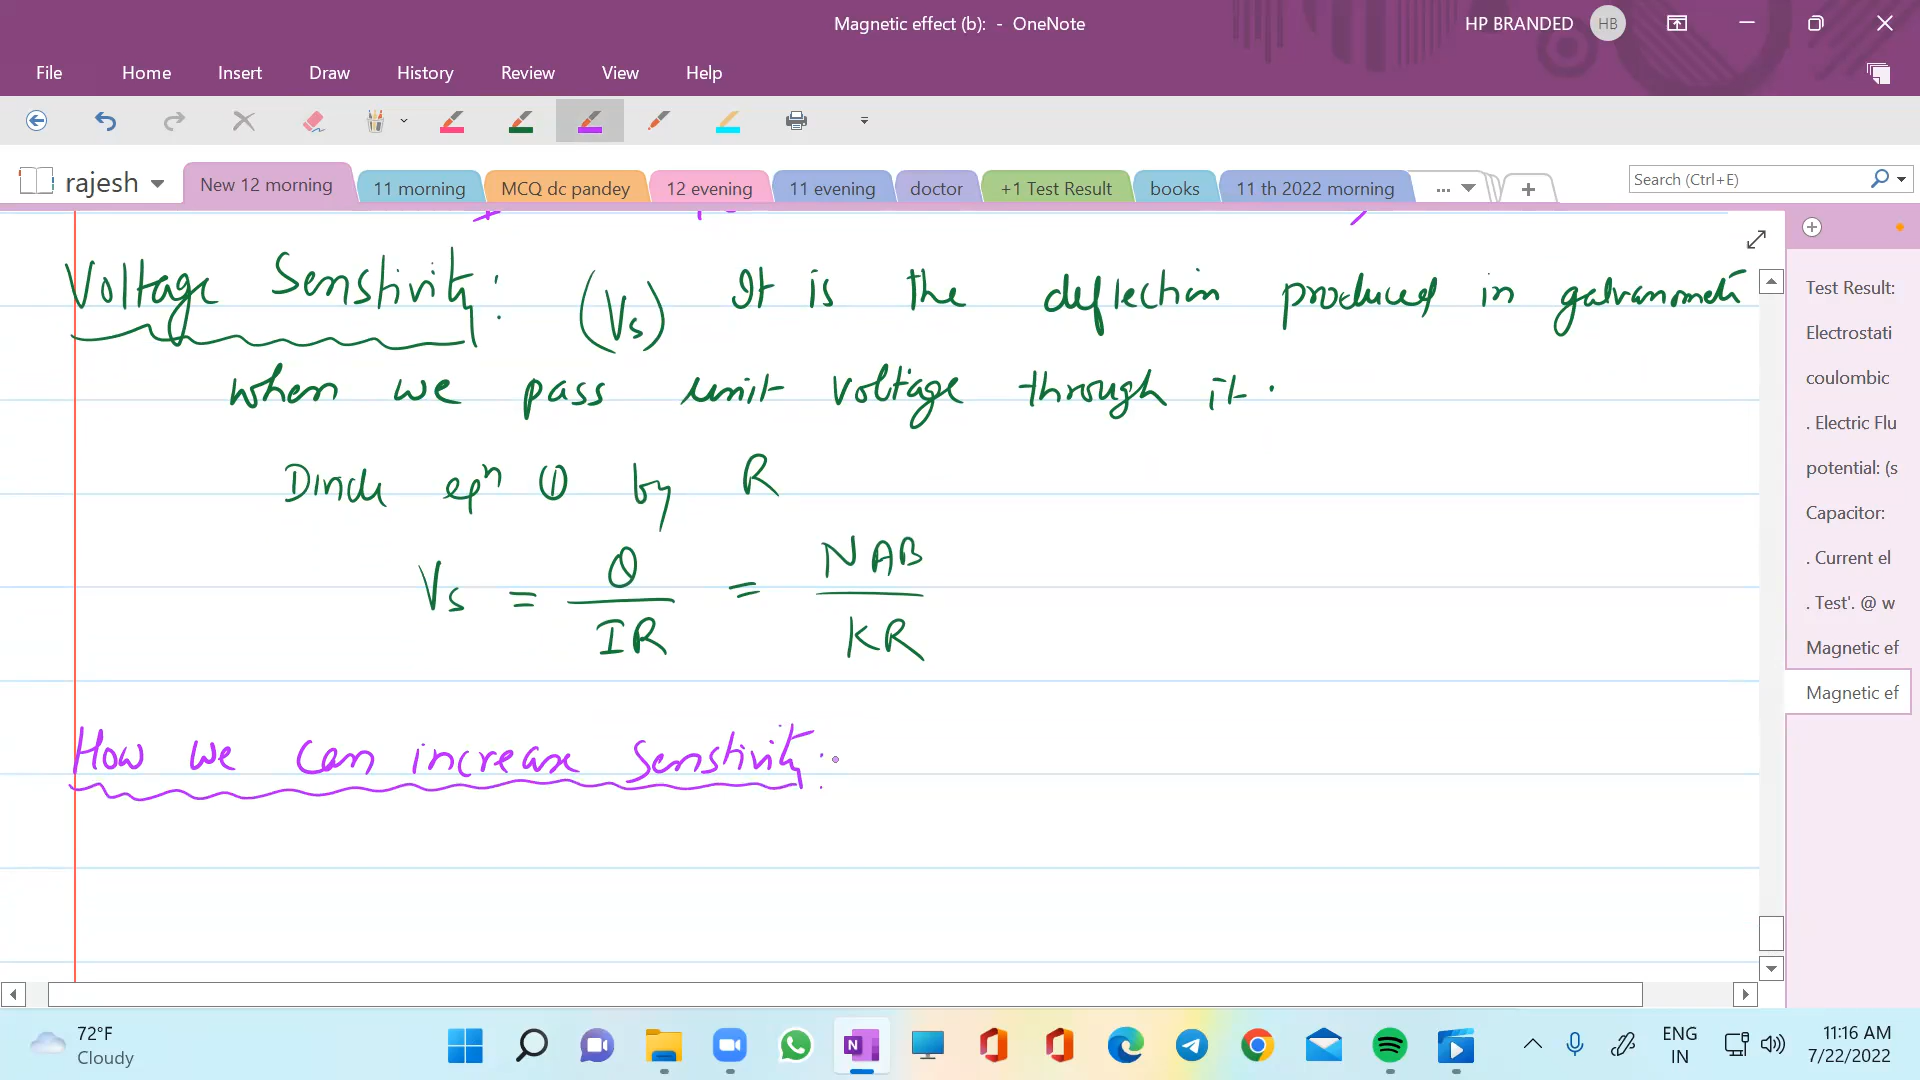 Magnetic effect (b): - OneNote
HP BRANDED HB
File Home Insert Draw History Review View Help
rajesh New 12 morning 11 morning MCQ dc pandey 12 evening 11 evening doctor +1 Test Result books 11 th 2022 morning ... Search (Ctrl+E)
Voltage Senstivity: (Vs) It is the deflection produced in galvanomet
when we pass unit voltage through it.
Divide eqn ① by R
Vs = θ/IR = NAB/KR
How we can increase Senstivity:
Test Result:
Electrostati
coulombic
. Electric Flu
potential: (s
Capacitor:
. Current el
. Test'. @ w
Magnetic ef
Magnetic ef
72°F
Cloudy
ENG
IN
11:16 AM
7/22/2022